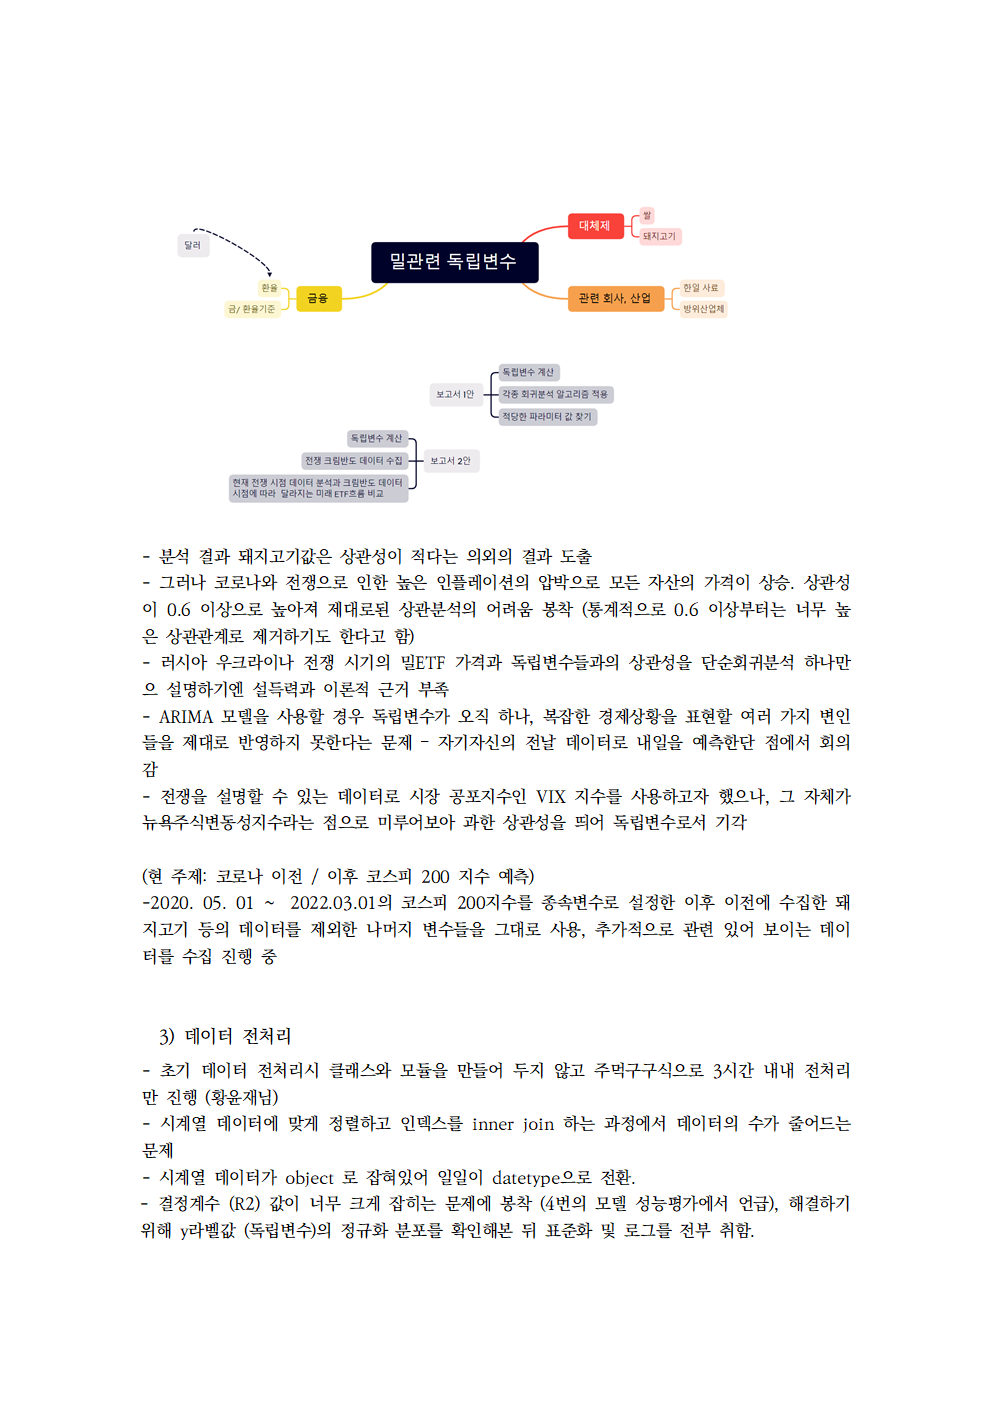 대체제
쌀
돼지고기
달러
밀관련 독립변수
환율
금/ 환율기준
금융
관련 회사, 산업
한일 사료
방위산업체
보고서 1안
독립변수 계산
각종 회귀분석 알고리즘 적용
적당한 파라미터 값 찾기
독립변수 계산
전쟁 크림반도 데이터 수집
현재 전쟁 시점 데이터 분석과 크림반도 데이터
시점에 따라 달라지는 미래 ETF흐름 비교
보고서 2안
- 분석 결과 돼지고기값은 상관성이 적다는 의외의 결과 도출
- 그러나 코로나와 전쟁으로 인한 높은 인플레이션의 압박으로 모든 자산의 가격이 상승. 상관성
이 0.6 이상으로 높아져 제대로된 상관분석의 어려움 봉착 (통계적으로 0.6 이상부터는 너무 높
은 상관관계로 제거하기도 한다고 함)
- 러시아 우크라이나 전쟁 시기의 밀ETF 가격과 독립변수들과의 상관성을 단순회귀분석 하나만
으로 설명하기엔 설득력과 이론적 근거 부족
- ARIMA 모델을 사용할 경우 독립변수가 오직 하나, 복잡한 경제상황을 표현할 여러 가지 변인
들을 제대로 반영하지 못한다는 문제 - 자기자신의 전날 데이터로 내일을 예측한단 점에서 회의
감
- 전쟁을 설명할 수 있는 데이터로 시장 공포지수인 VIX 지수를 사용하고자 했으나, 그 자체가
뉴욕주식변동성지수라는 점으로 미루어보아 과한 상관성을 띄어 독립변수로서 기각
(현 주제: 코로나 이전 / 이후 코스피 200 지수 예측)
-2020. 05. 01 ~ 2022.03.01의 코스피 200지수를 종속변수로 설정한 이후 이전에 수집한 돼
지고기 등의 데이터를 제외한 나머지 변수들을 그대로 사용, 추가적으로 관련 있어 보이는 데이
터를 수집 진행 중
3) 데이터 전처리
- 초기 데이터 전처리시 클래스와 모듈을 만들어 두지 않고 주먹구구식으로 3시간 내내 전처리
만 진행 (황윤재님)
- 시계열 데이터에 맞게 정렬하고 인덱스를 inner join 하는 과정에서 데이터의 수가 줄어드는
문제
- 시계열 데이터가 object 로 잡혀있어 일일이 datetype으로 전환.
- 결정계수 (R2) 값이 너무 크게 잡히는 문제에 봉착 (4번의 모델 성능평가에서 언급), 해결하기
위해 y라벨값 (독립변수)의 정규화 분포를 확인해본 뒤 표준화 및 로그를 전부 취함.